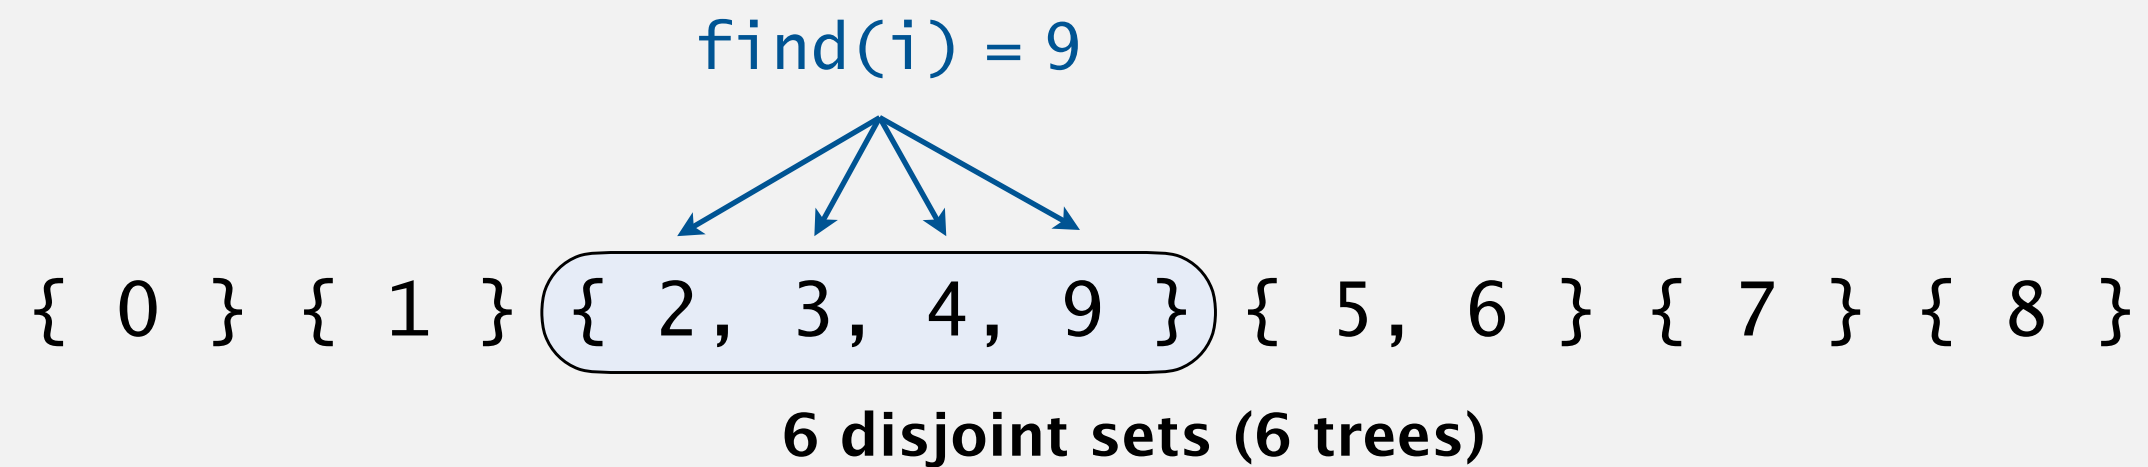 find(i) = 9
{ 0 } { 1 } { 2, 3, 4, 9 } { 5, 6 } { 7 } { 8 }
6 disjoint sets (6 trees)